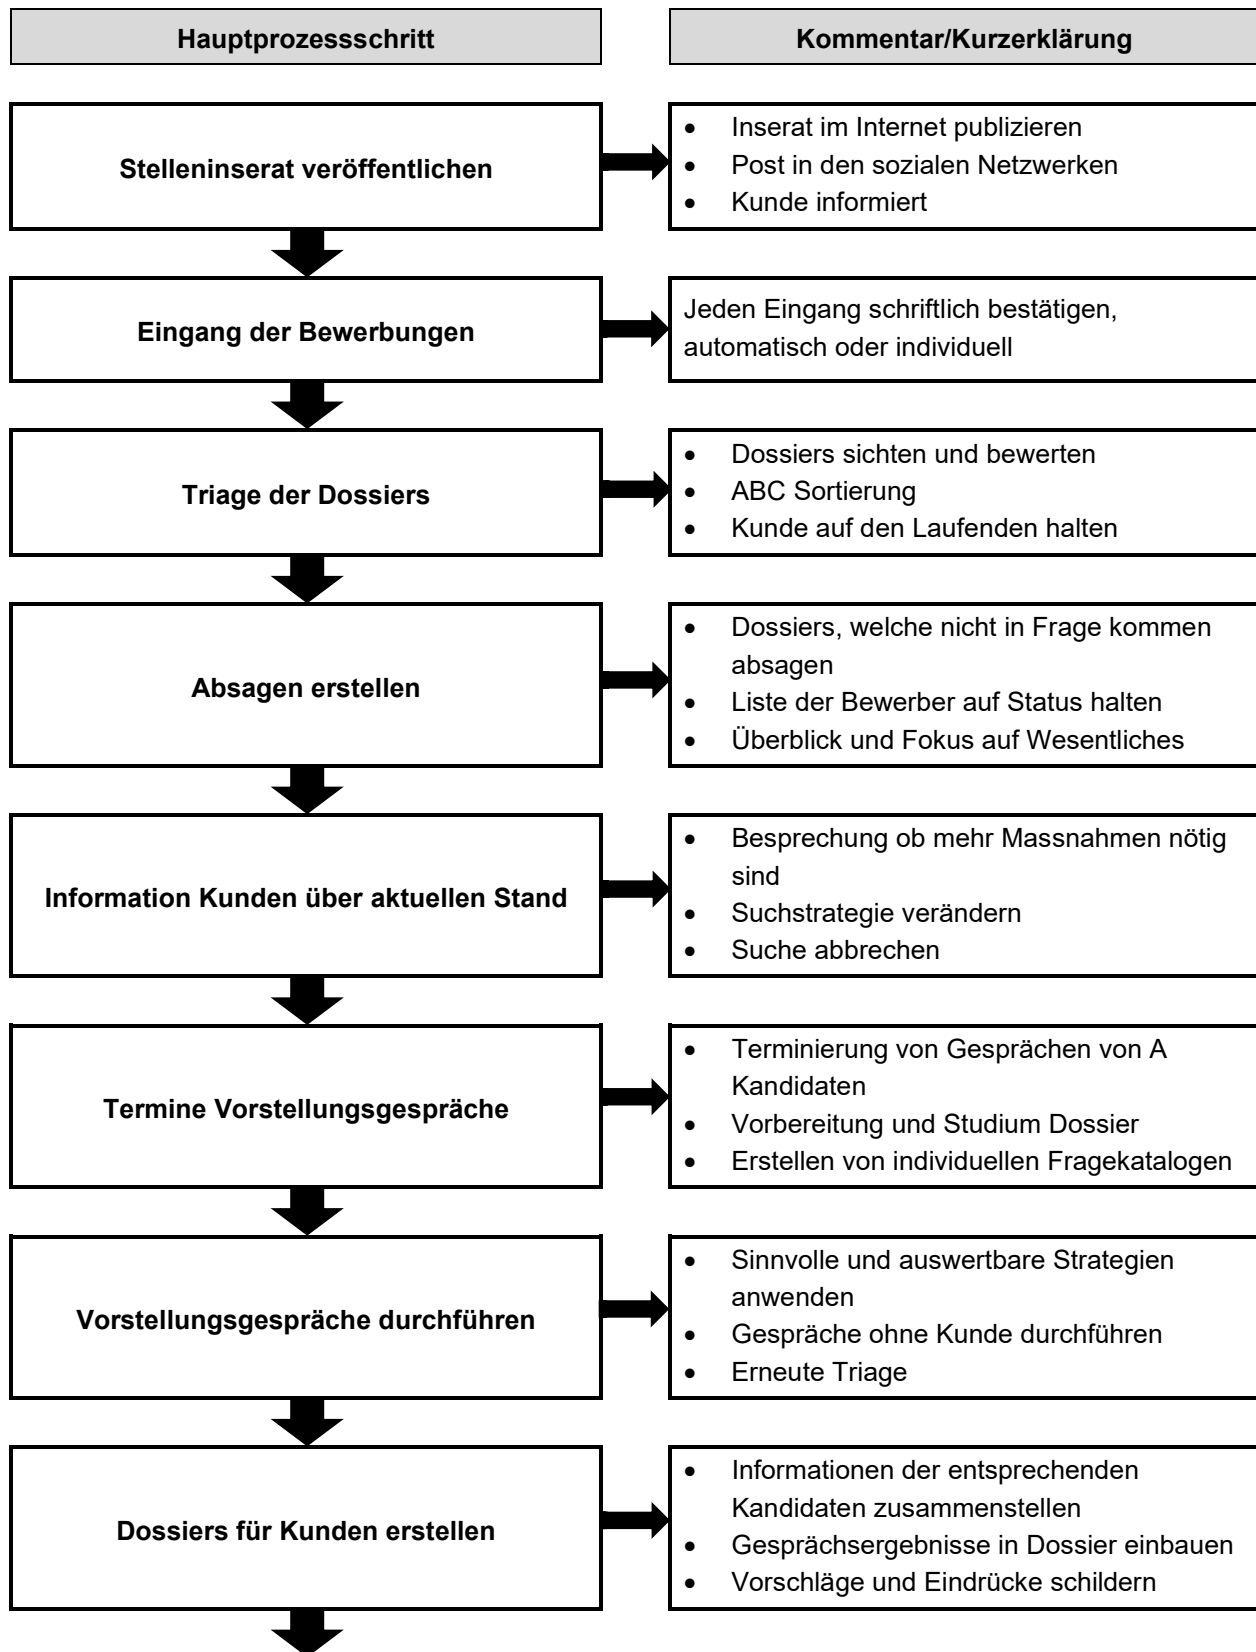 Hauptprozessschritt
Kommentar/Kurzerklärung
Stelleninserat veröffentlichen
• Inserat im Internet publizieren
• Post in den sozialen Netzwerken
• Kunde informiert
Eingang der Bewerbungen
Jeden Eingang schriftlich bestätigen,
automatisch oder individuell
Triage der Dossiers
• Dossiers sichten und bewerten
• ABC Sortierung
• Kunde auf den Laufenden halten
Absagen erstellen
• Dossiers, welche nicht in Frage kommen
absagen
• Liste der Bewerber auf Status halten
• Überblick und Fokus auf Wesentliches
Information Kunden über aktuellen Stand
• Besprechung ob mehr Massnahmen nötig
sind
• Suchstrategie verändern
• Suche abbrechen
Termine Vorstellungsgespräche
• Terminierung von Gesprächen von A
Kandidaten
• Vorbereitung und Studium Dossier
• Erstellen von individuellen Fragekatalogen
Vorstellungsgespräche durchführen
• Sinnvolle und auswertbare Strategien
anwenden
• Gespräche ohne Kunde durchführen
• Erneute Triage
Dossiers für Kunden erstellen
• Informationen der entsprechenden
Kandidaten zusammenstellen
• Gesprächsergebnisse in Dossier einbauen
• Vorschläge und Eindrücke schildern